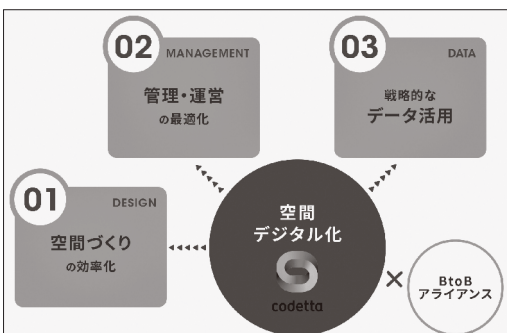 02
MANAGEMENT
管理・運営
の最適化
03
DATA
戦略的な
データ活用
01
DESIGN
空間づくり
の効率化
空間
デジタル化
codetta
×
BtoB
アライアンス